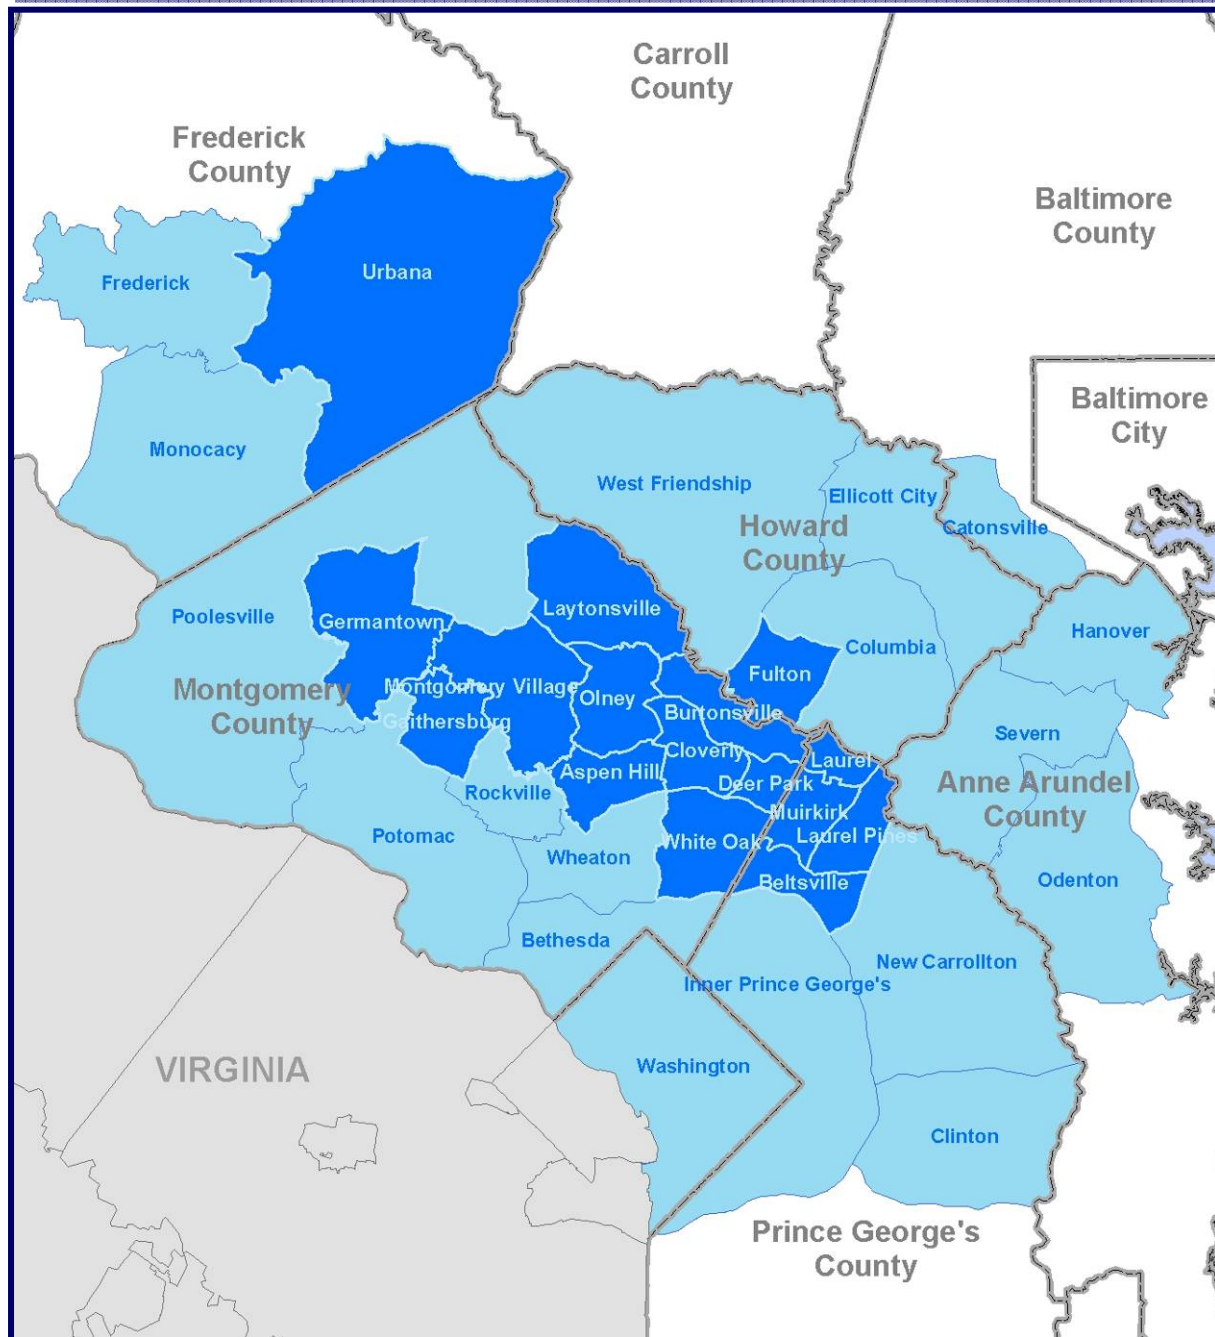 Carroll
County
Frederick
County
Baltimore
County
Urbana
Frederick
Baltimore
City
Monocacy
West Friendship
Ellicott City
Howard
County
Catonsville
Poolesville
Germantown
Laytonsville
Hanover
Columbia
Fulton
Montgomery
County
Montgomery Village
Olney
Gaithersburg
Burtonsville
Severn
Cloverly
Laurel
Aspen Hill
Deer Park
Rockville
Anne Arundel
County
Muirkirk
Potomac
White Oak
Laurel Pines
Wheaton
Beltsville
Odenton
Bethesda
New Carrollton
Inner Prince George's
VIRGINIA
Washington
Clinton
Prince George's
County